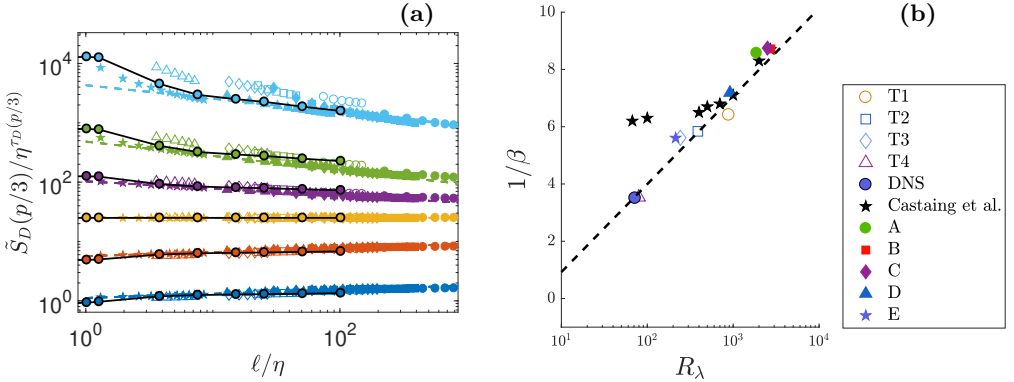 (a)
10^4
10^2
10^0
S̃_D(p/3)/η^{τ_D(p/3)}
10^0
10^2
ℓ/η
(b)
10
8
6
4
2
0
1/β
10^1
10^2
10^3
10^4
R_λ
T1
T2
T3
T4
DNS
Castaing et al.
A
B
C
D
E